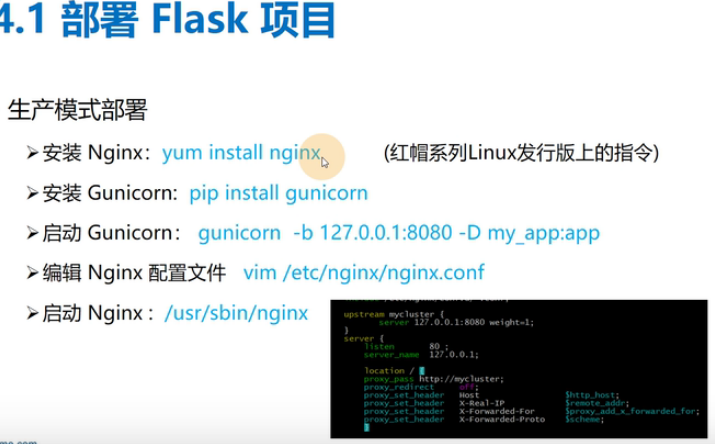 4.1 部署 Flask 项目
生产模式部署
➢安装 Nginx：yum install nginx (红帽系列Linux发行版上的指令)
➢安装 Gunicorn: pip install gunicorn
➢启动 Gunicorn： gunicorn -b 127.0.0.1:8080 -D my_app:app
➢编辑 Nginx 配置文件 vim /etc/nginx/nginx.conf
➢启动 Nginx : /usr/sbin/nginx
upstream mycluster {
server 127.0.0.1:8080 weight=1;
}
server {
listen 80 ;
server_name 127.0.0.1;
location / {
proxy_pass http://mycluster;
proxy_redirect off;
proxy_set_header Host $http_host;
proxy_set_header X-Real-IP $remote_addr;
proxy_set_header X-Forwarded-For $proxy_add_x_forwarded_for;
proxy_set_header X-Forwarded-Proto $scheme;
}